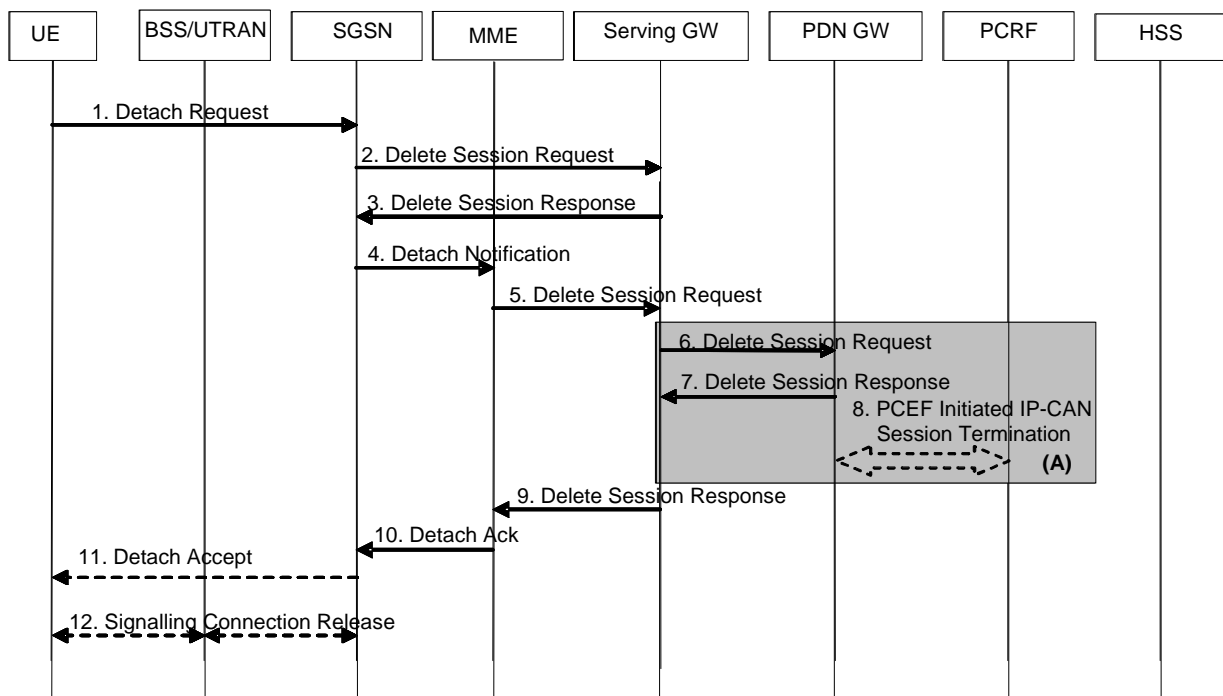 UE
BSS/UTRAN
SGSN
MME
Serving GW
PDN GW
PCRF
HSS
1. Detach Request
2. Delete Session Request
3. Delete Session Response
4. Detach Notification
5. Delete Session Request
6. Delete Session Request
7. Delete Session Response
8. PCEF Initiated IP-CAN
Session Termination
(A)
9. Delete Session Response
10. Detach Ack
11. Detach Accept
12. Signalling Connection Release